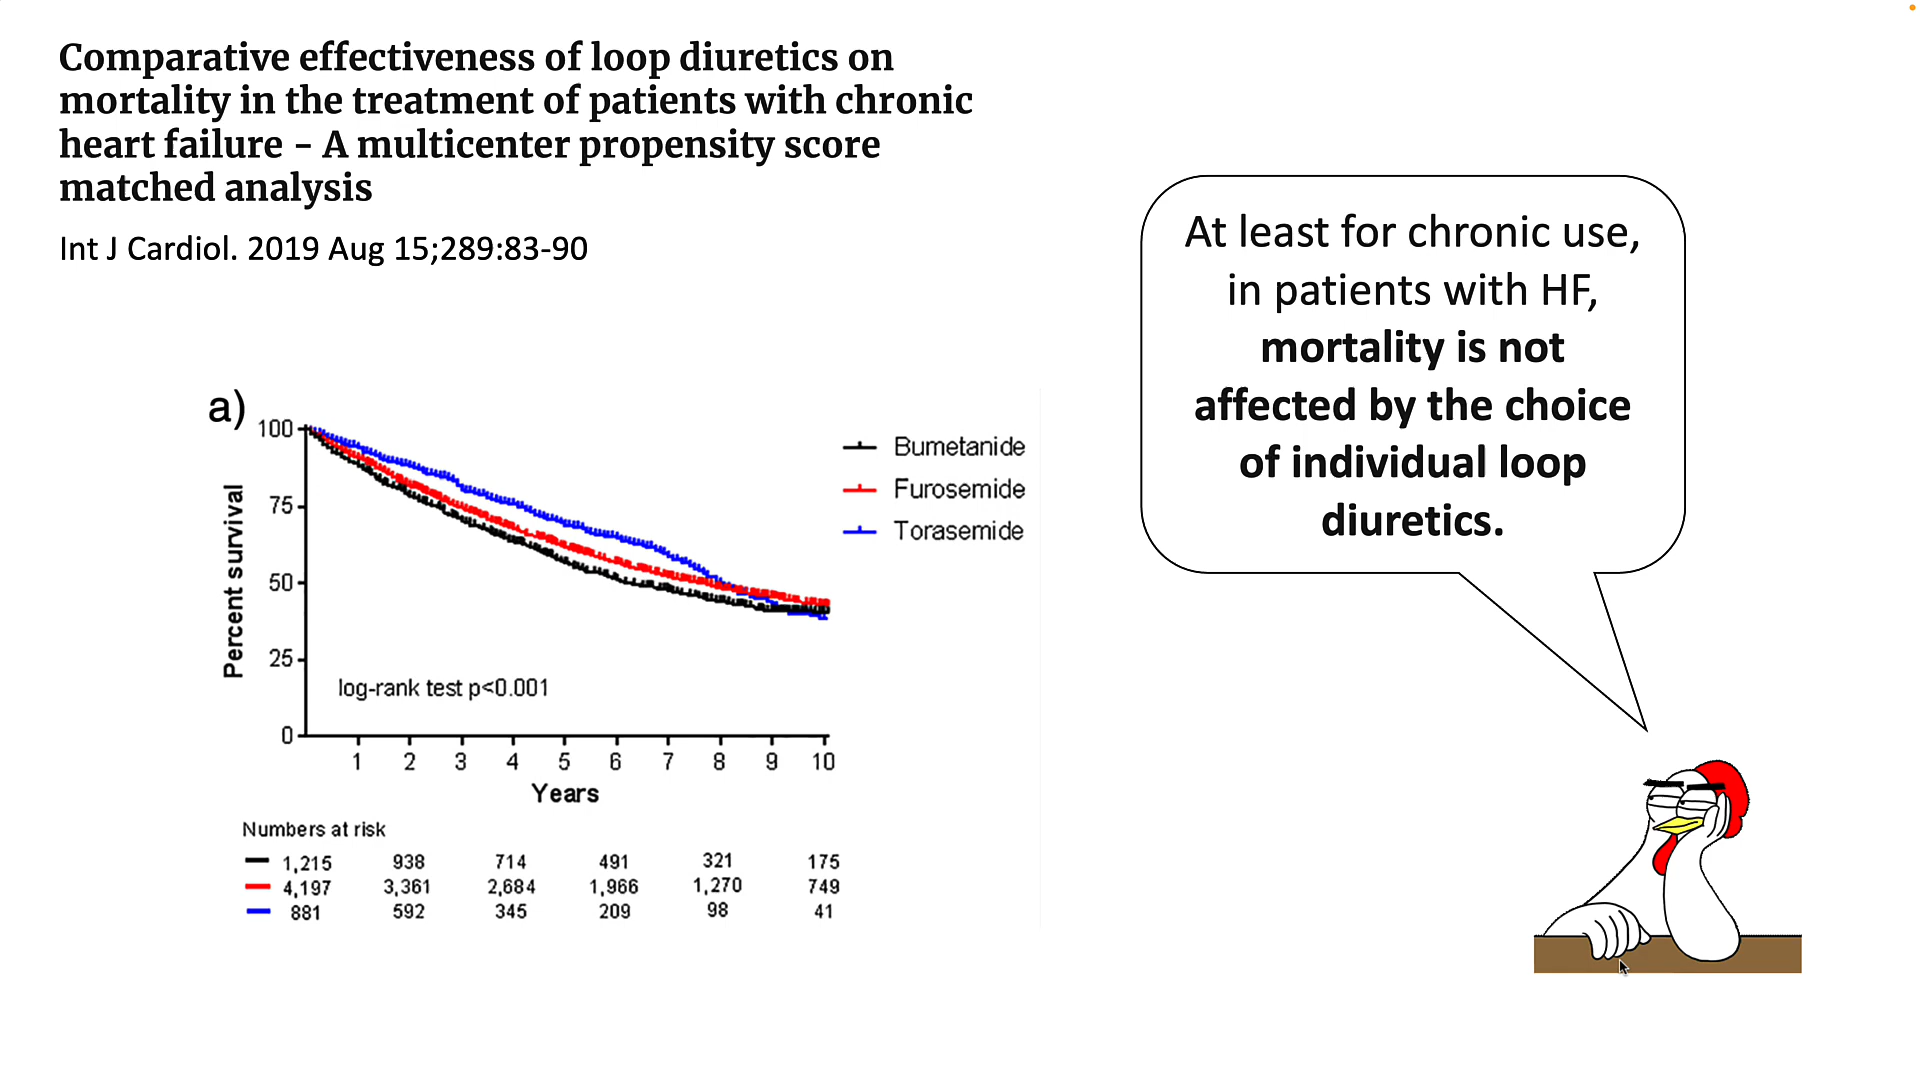 Comparative effectiveness of loop diuretics on
mortality in the treatment of patients with chronic
heart failure - A multicenter propensity score
matched analysis
Int J Cardiol. 2019 Aug 15;289:83-90
At least for chronic use,
in patients with HF,
mortality is not
affected by the choice
of individual loop
diuretics.
a)
100
75
50
25
0
Percent survival
Bumetanide
Furosemide
Torasemide
log-rank test p<0.001
1 2 3 4 5 6 7 8 9 10
Years
Numbers at risk
1,215 938 714 491 321 175
4,197 3,361 2,684 1,966 1,270 749
881 592 345 209 98 41